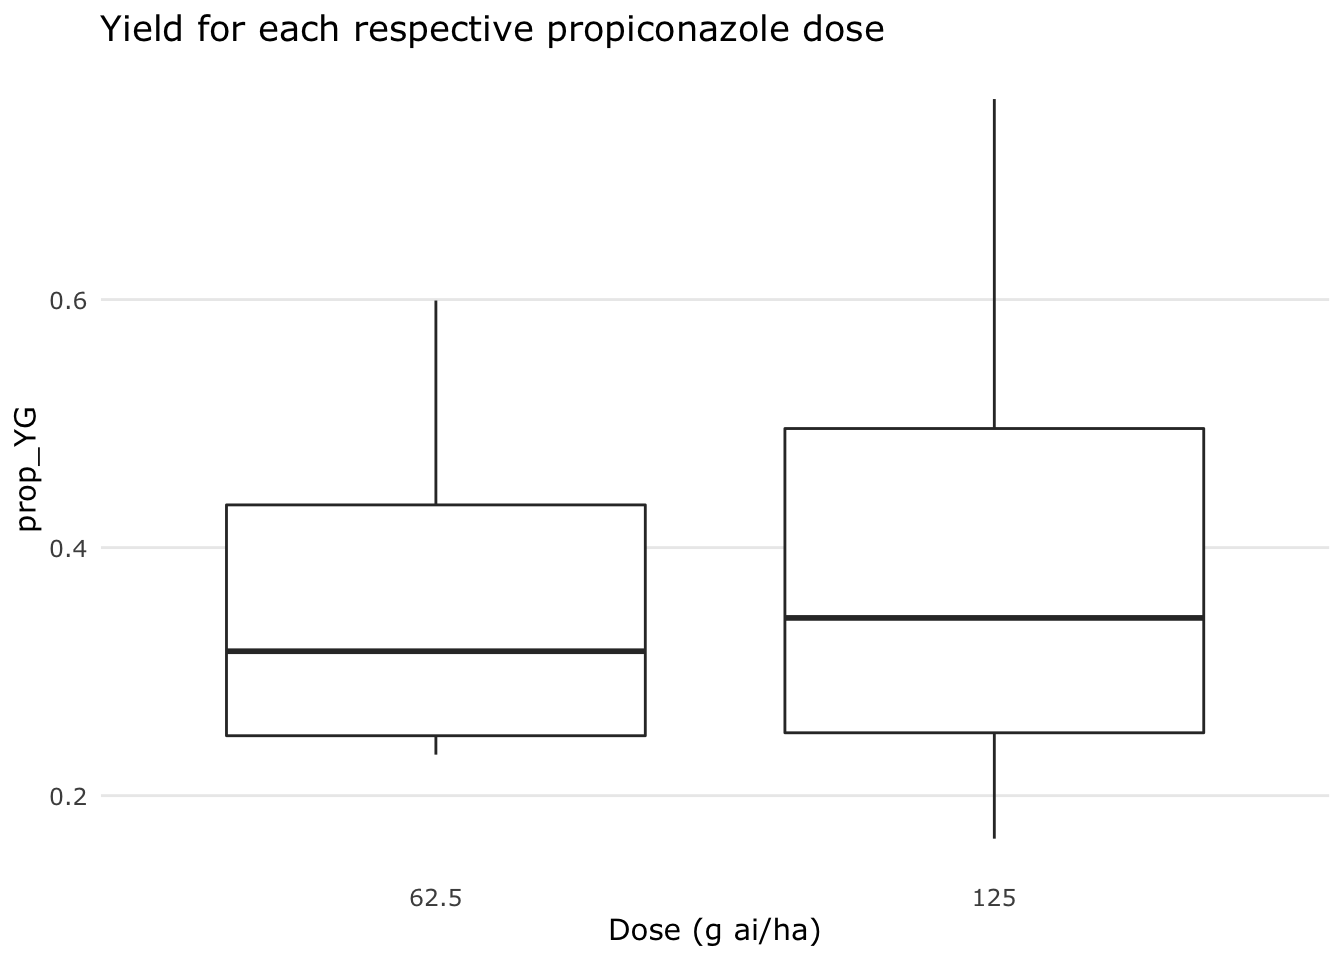 Yield for each respective propiconazole dose
prop_YG
0.6
0.4
0.2
62.5
125
Dose (g ai/ha)